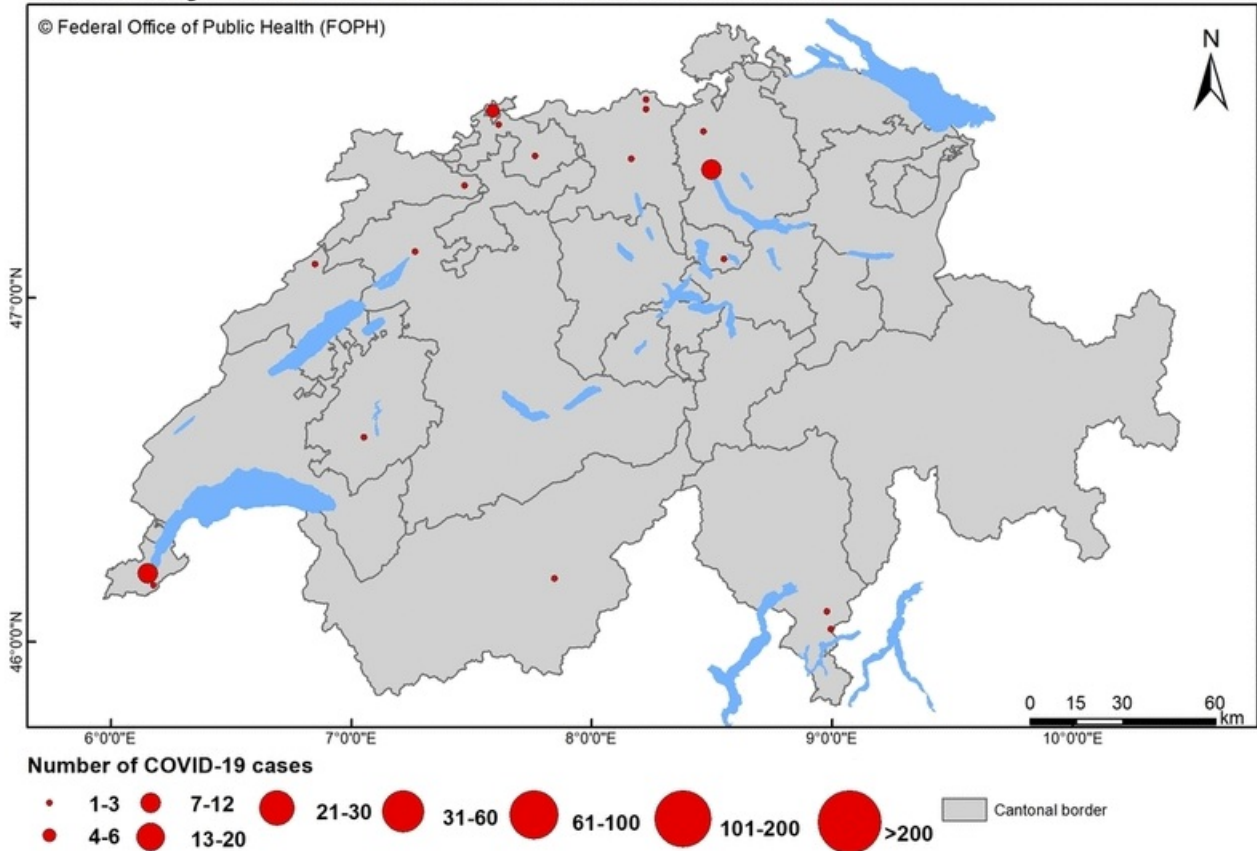 © Federal Office of Public Health (FOPH)
N
47°0'0"N
46°0'0"N
0 15 30 60
km
6°0'0"E 7°0'0"E 8°0'0"E 9°0'0"E 10°0'0"E
Number of COVID-19 cases
1-3 7-12 21-30 31-60 61-100 101-200 >200 Cantonal border
4-6 13-20